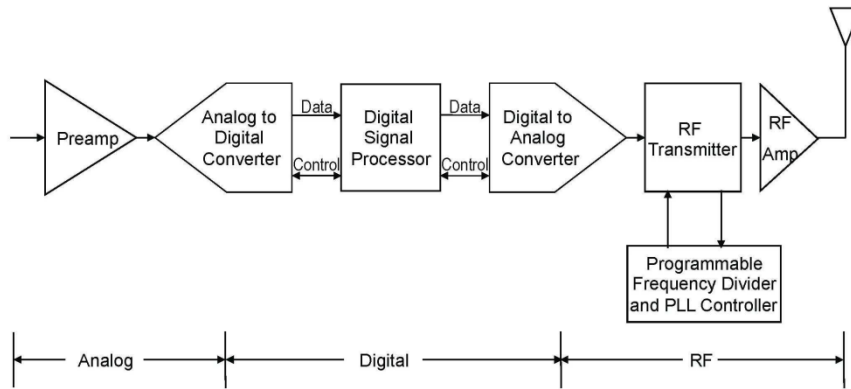 Preamp
Analog to
Digital
Converter
Data
Control
Digital
Signal
Processor
Data
Control
Digital to
Analog
Converter
RF
Transmitter
RF
Amp
Programmable
Frequency Divider
and PLL Controller
Analog
Digital
RF